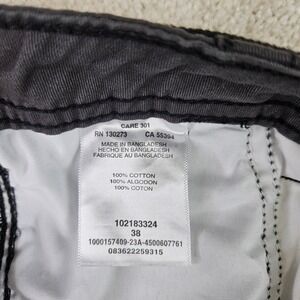 CARE 301
RN 130273 CA 55394
MADE IN BANGLADESH
HECHO EN BANGLADESH
FABRIQUE AU BANGLADESH
100% COTTON
100% ALGODON
100% COTON
102183324
38
1000157409-23A-4500607761
083622259315